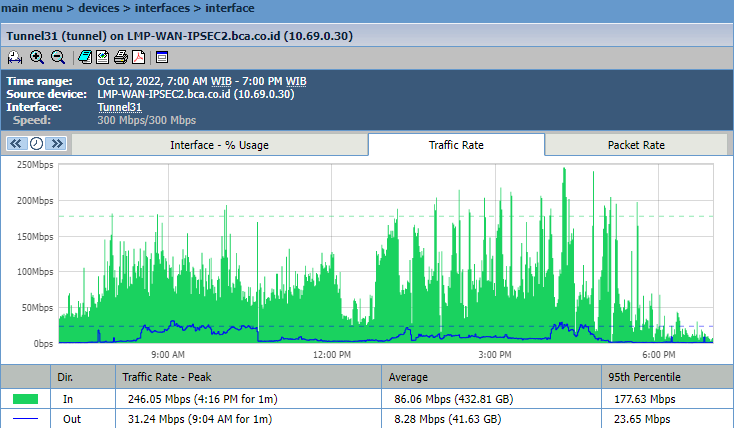 main menu > devices > interfaces > interface
Tunnel31 (tunnel) on LMP-WAN-IPSEC2.bca.co.id (10.69.0.30)
Time range: Oct 12, 2022, 7:00 AM WIB - 7:00 PM WIB
Source device: LMP-WAN-IPSEC2.bca.co.id (10.69.0.30)
Interface: Tunnel31
Speed: 300 Mbps/300 Mbps
Interface - % Usage Traffic Rate Packet Rate
250Mbps
200Mbps
150Mbps
100Mbps
50Mbps
0bps
9:00 AM 12:00 PM 3:00 PM 6:00 PM
Dir. Traffic Rate - Peak Average 95th Percentile
In 246.05 Mbps (4:16 PM for 1m) 86.06 Mbps (432.81 GB) 177.63 Mbps
Out 31.24 Mbps (9:04 AM for 1m) 8.28 Mbps (41.63 GB) 23.65 Mbps